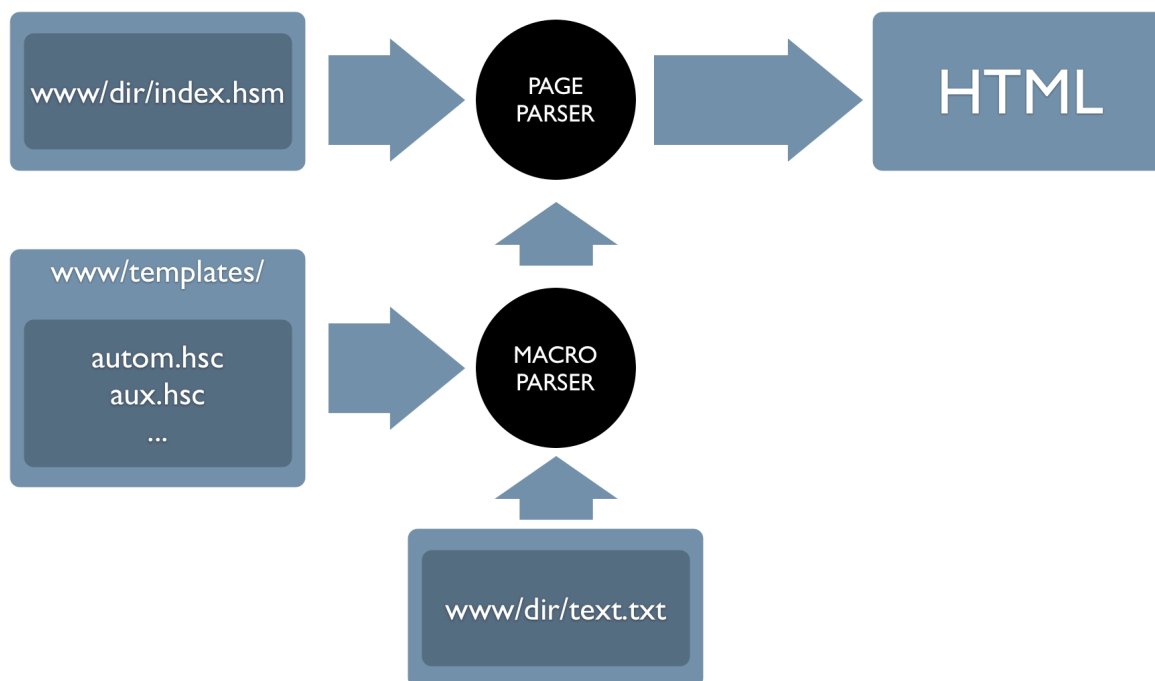 www/dir/index.hsm
PAGE
PARSER
HTML
www/templates/
autom.hsc
aux.hsc
...
MACRO
PARSER
www/dir/text.txt